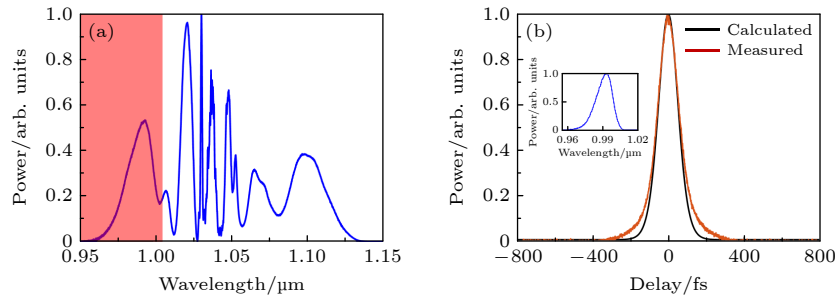 (a)
Power/arb. units
1.0
0.8
0.6
0.4
0.2
0
0.95
1.00
1.05
1.10
1.15
Wavelength/µm
(b)
Calculated
Measured
Power/arb. units
1.0
0.8
0.6
0.4
0.2
0
-800
-400
0
400
800
Delay/fs
Power/arb. units
1.0
0.5
0
0.96
0.99
1.02
Wavelength/µm